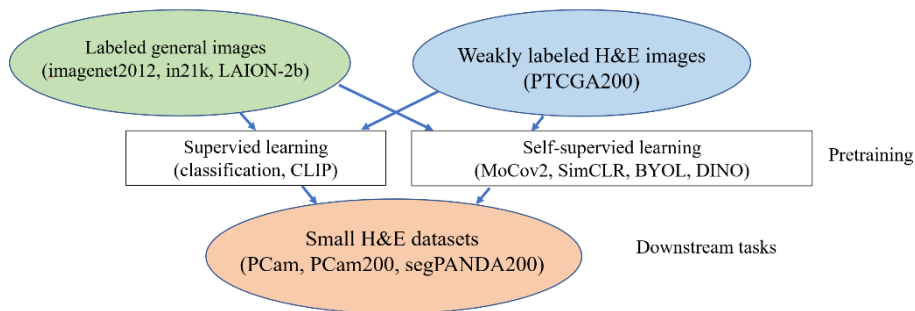 Labeled general images
(imagenet2012, in21k, LAION-2b)
Weakly labeled H&E images
(PTCGA200)
Supervied learning
(classification, CLIP)
Self-supervied learning
(MoCov2, SimCLR, BYOL, DINO)
Pretraining
Small H&E datasets
(PCam, PCam200, segPANDA200)
Downstream tasks